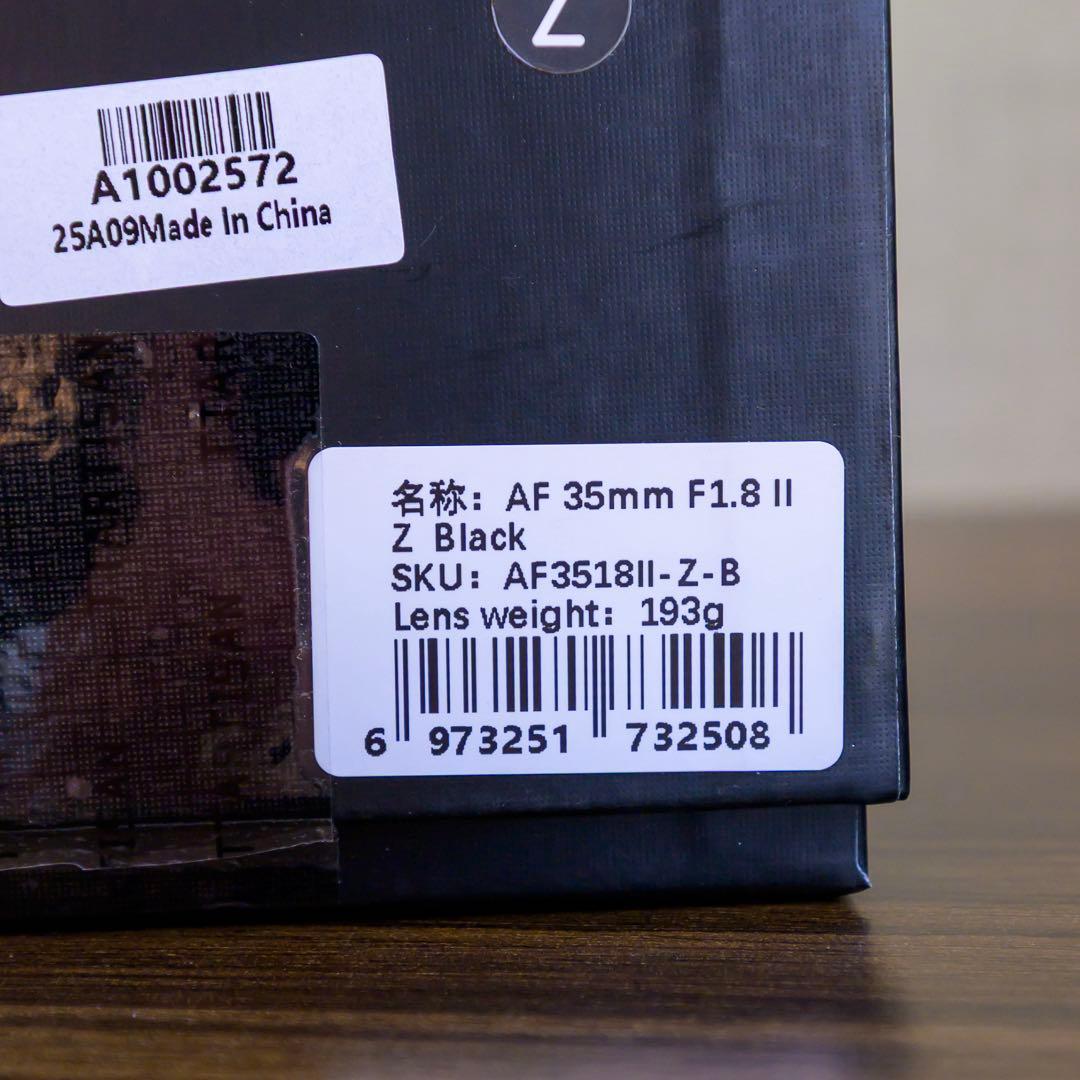 Z
A1002572
25A09Made In China
名称：AF 35mm F1.8 II
Z Black
SKU：AF3518II-Z-B
Lens weight：193g
6 973251 732508